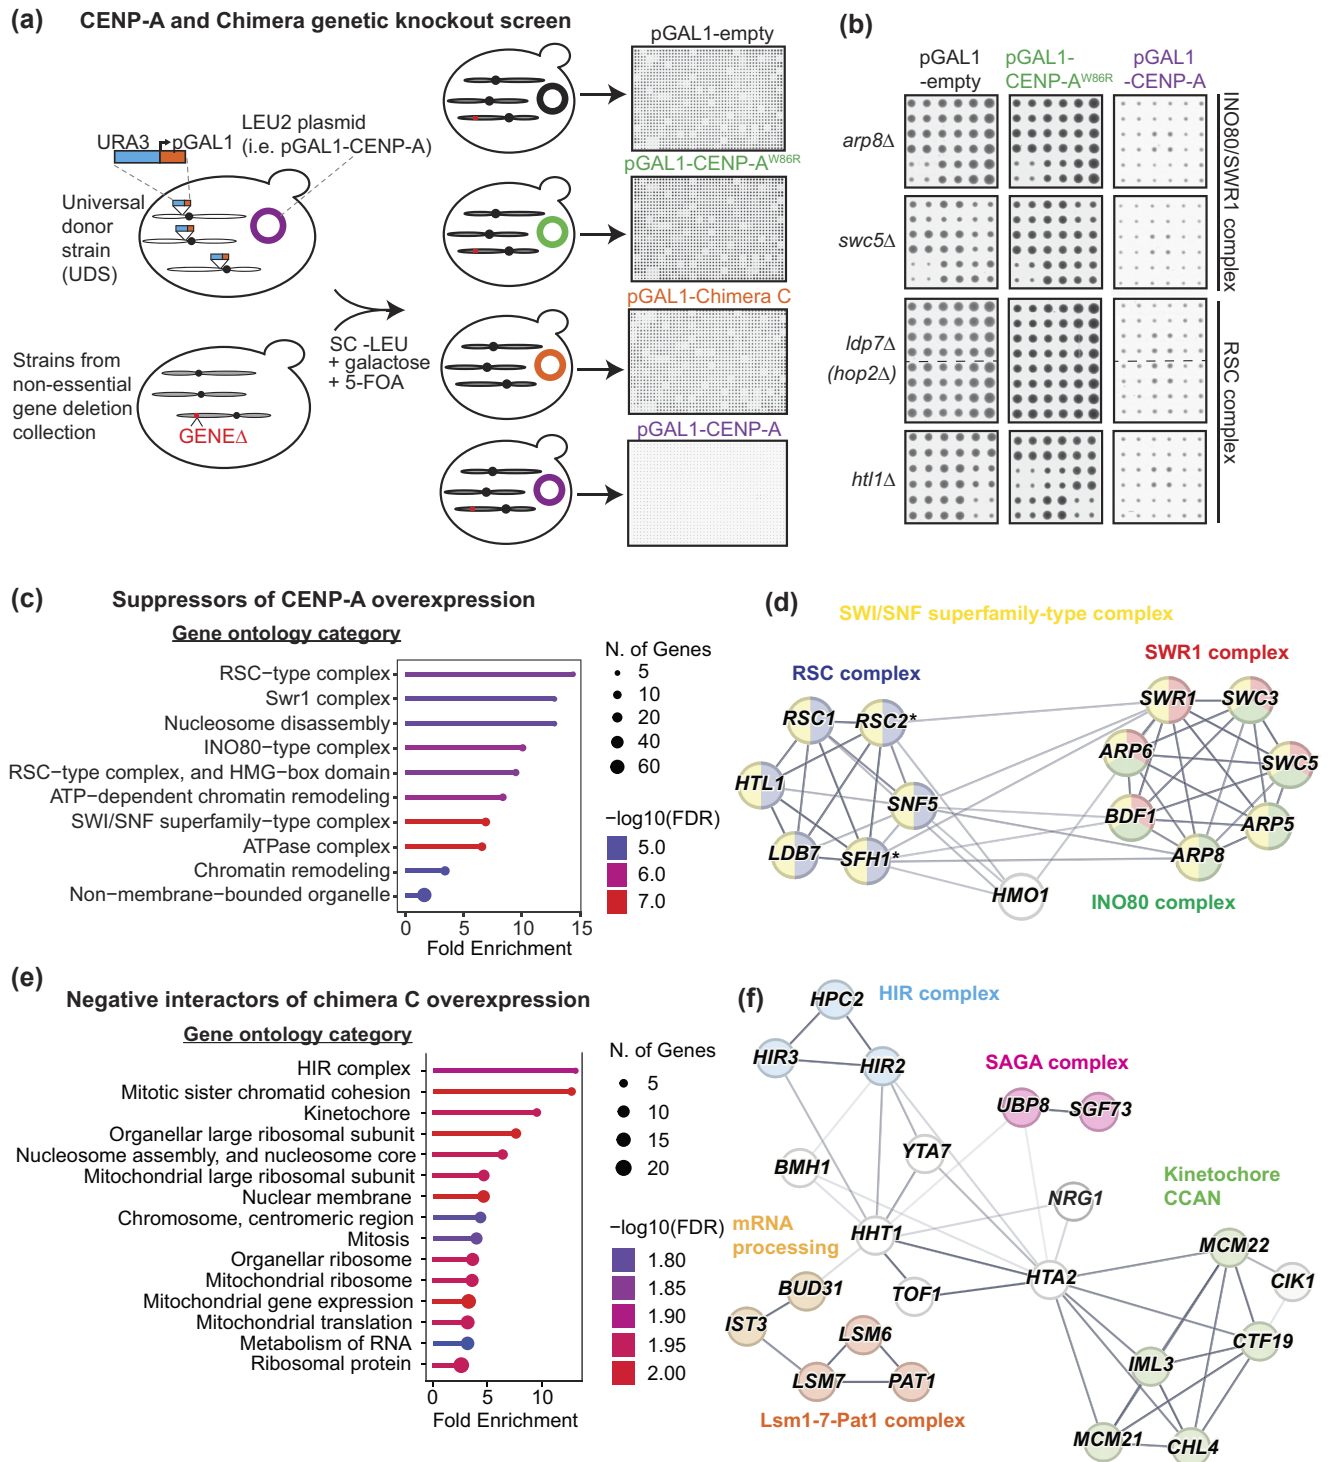 (a) CENP-A and Chimera genetic knockout screen
URA3 pGAL1
LEU2 plasmid
(i.e. pGAL1-CENP-A)
Universal
donor
strain
(UDS)
Strains from
non-essential
gene deletion
collection
GENEΔ
SC -LEU
+ galactose
+ 5-FOA
pGAL1-empty
pGAL1-CENP-AW86R
pGAL1-Chimera C
pGAL1-CENP-A
(b)
pGAL1
-empty
pGAL1-
CENP-AW86R
pGAL1
-CENP-A
arp8Δ
swc5Δ
ldp7Δ
(hop2Δ)
htl1Δ
INO80/SWR1 complex
RSC complex
(c) Suppressors of CENP-A overexpression
Gene ontology category
RSC−type complex
Swr1 complex
Nucleosome disassembly
INO80−type complex
RSC−type complex, and HMG−box domain
ATP−dependent chromatin remodeling
SWI/SNF superfamily−type complex
ATPase complex
Chromatin remodeling
Non−membrane−bounded organelle
0 5 10 15
Fold Enrichment
N. of Genes
5
10
20
40
60
−log10(FDR)
5.0
6.0
7.0
(d)
SWI/SNF superfamily-type complex
SWR1 complex
RSC complex
RSC1
RSC2*
HTL1
SNF5
LDB7
SFH1*
HMO1
SWR1
SWC3
ARP6
SWC5
BDF1
ARP5
ARP8
INO80 complex
(e) Negative interactors of chimera C overexpression
Gene ontology category
HIR complex
Mitotic sister chromatid cohesion
Kinetochore
Organellar large ribosomal subunit
Nucleosome assembly, and nucleosome core
Mitochondrial large ribosomal subunit
Nuclear membrane
Chromosome, centromeric region
Mitosis
Organellar ribosome
Mitochondrial ribosome
Mitochondrial gene expression
Mitochondrial translation
Metabolism of RNA
Ribosomal protein
0 5 10
Fold Enrichment
N. of Genes
5
10
15
20
−log10(FDR)
1.80
1.85
1.90
1.95
2.00
(f)
HPC2
HIR complex
HIR3
HIR2
SAGA complex
UBP8
SGF73
BMH1
YTA7
NRG1
Kinetochore
CCAN
mRNA
processing
HHT1
MCM22
BUD31
TOF1
HTA2
CIK1
IST3
LSM6
CTF19
IML3
LSM7
PAT1
Lsm1-7-Pat1 complex
MCM21
CHL4